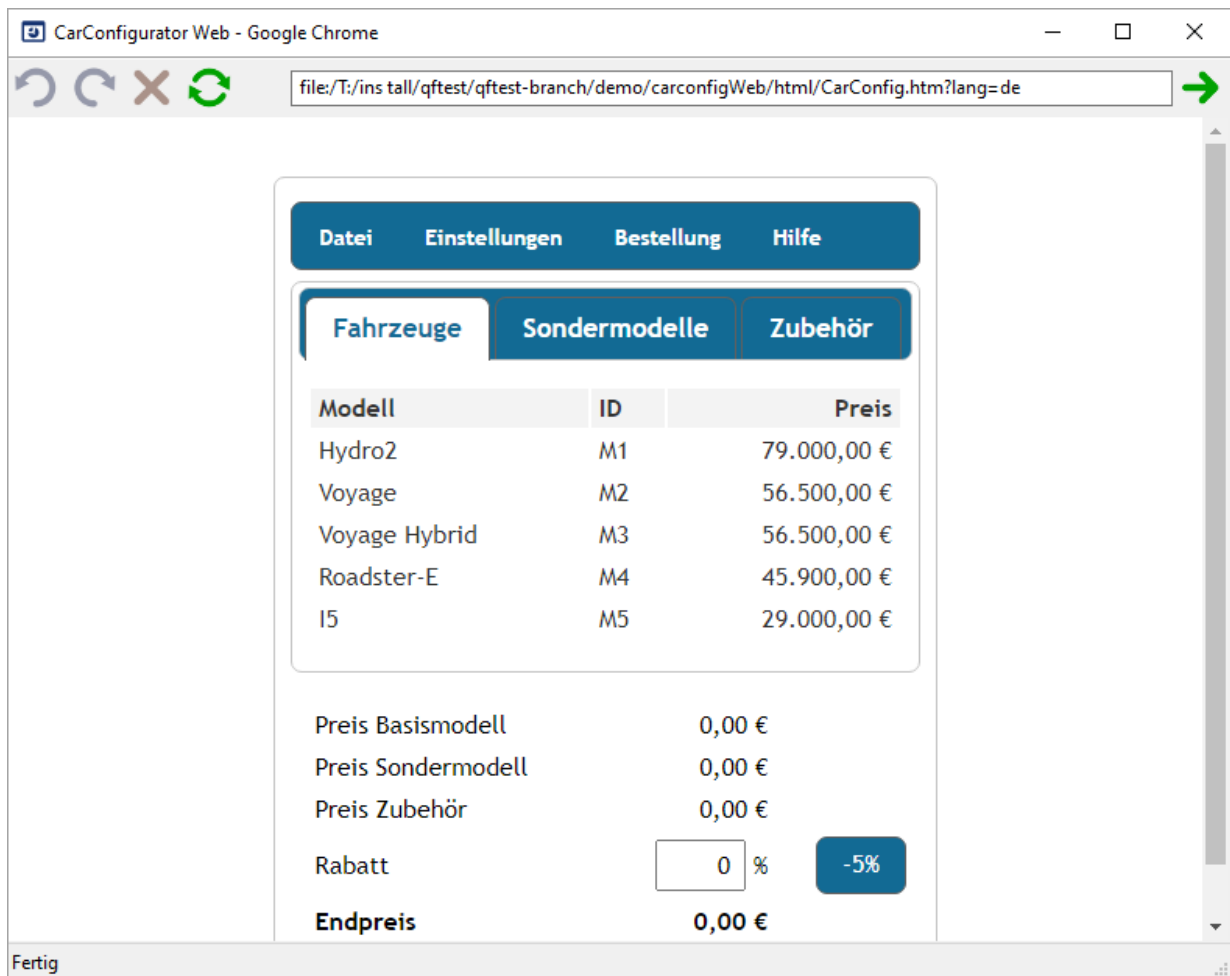 CarConfigurator Web - Google Chrome
file:/T:/ins tall/qftest/qftest-branch/demo/carconfigWeb/html/CarConfig.htm?lang=de
Datei Einstellungen Bestellung Hilfe
Fahrzeuge Sondermodelle Zubehör
Modell ID Preis
Hydro2 M1 79.000,00 €
Voyage M2 56.500,00 €
Voyage Hybrid M3 56.500,00 €
Roadster-E M4 45.900,00 €
I5 M5 29.000,00 €
Preis Basismodell 0,00 €
Preis Sondermodell 0,00 €
Preis Zubehör 0,00 €
Rabatt 0 % -5%
Endpreis 0,00 €
Fertig